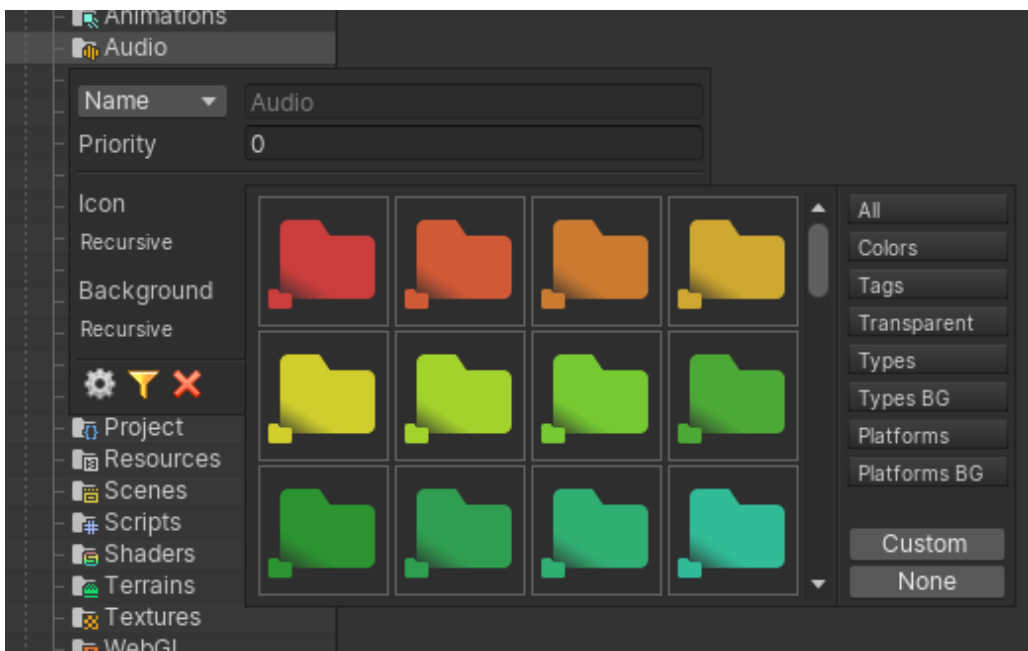 Animations
Audio
Name Audio
Priority 0
Icon
Recursive
Background
Recursive
All
Colors
Tags
Transparent
Types
Types BG
Platforms
Platforms BG
Custom
None
Project
Resources
Scenes
Scripts
Shaders
Terrains
Textures
WebGL